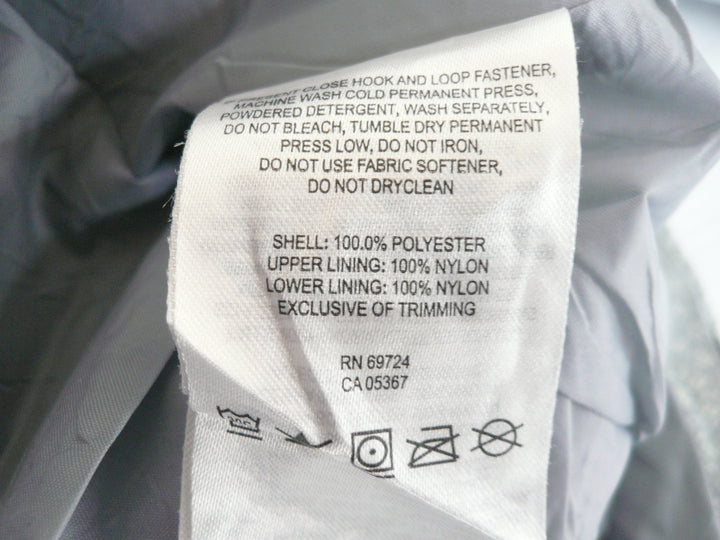 CLOSE HOOK AND LOOP FASTENER,
MACHINE WASH COLD PERMANENT PRESS,
POWDERED DETERGENT, WASH SEPARATELY,
DO NOT BLEACH, TUMBLE DRY PERMANENT
PRESS LOW, DO NOT IRON,
DO NOT USE FABRIC SOFTENER,
DO NOT DRYCLEAN
SHELL: 100.0% POLYESTER
UPPER LINING: 100% NYLON
LOWER LINING: 100% NYLON
EXCLUSIVE OF TRIMMING
RN 69724
CA 05367